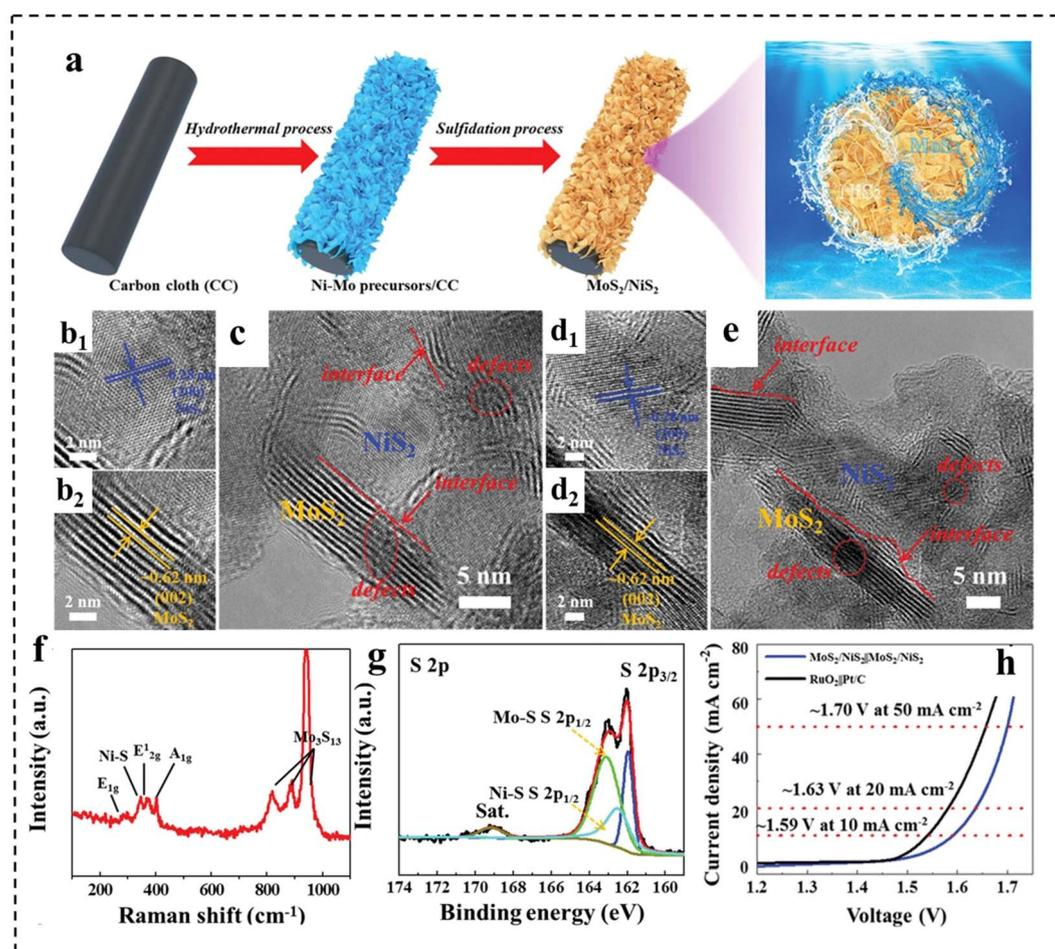 a
Hydrothermal process
Sulfidation process
MoS₂
Carbon cloth (CC)
Ni-Mo precursors/CC
MoS₂/NiS₂
b₁
2 nm
b₂
~0.62 nm
(002)
MoS₂
2 nm
c
interface
defects
NiS₂
MoS₂
interface
defects
5 nm
d₁
2 nm
d₂
~0.62 nm
(002)
MoS₂
2 nm
e
interface
NiS₂
defects
MoS₂
defects
interface
5 nm
f
Intensity (a.u.)
E₁g
Ni-S
E¹₂g
A₁g
Mo₃S₁₃
200 400 600 800 1000
Raman shift (cm⁻¹)
g
Intensity (a.u.)
S 2p
S 2p₃/₂
Mo-S S 2p₁/₂
Ni-S S 2p₁/₂
Sat.
174 172 170 168 166 164 162 160
Binding energy (eV)
h
Current density (mA cm⁻²)
80
60
40
20
0
MoS₂/NiS₂||MoS₂/NiS₂
RuO₂||Pt/C
~1.70 V at 50 mA cm⁻²
~1.63 V at 20 mA cm⁻²
~1.59 V at 10 mA cm⁻²
1.2 1.3 1.4 1.5 1.6 1.7
Voltage (V)